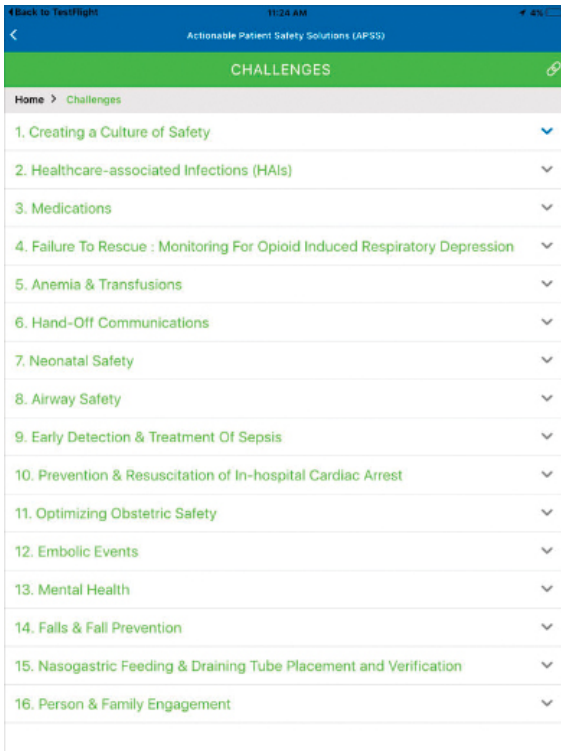 Back to TestFlight 11:24 AM 4%
Actionable Patient Safety Solutions (APSS)
CHALLENGES
Home > Challenges
1. Creating a Culture of Safety
2. Healthcare-associated Infections (HAIs)
3. Medications
4. Failure To Rescue : Monitoring For Opioid Induced Respiratory Depression
5. Anemia & Transfusions
6. Hand-Off Communications
7. Neonatal Safety
8. Airway Safety
9. Early Detection & Treatment Of Sepsis
10. Prevention & Resuscitation of In-hospital Cardiac Arrest
11. Optimizing Obstetric Safety
12. Embolic Events
13. Mental Health
14. Falls & Fall Prevention
15. Nasogastric Feeding & Draining Tube Placement and Verification
16. Person & Family Engagement